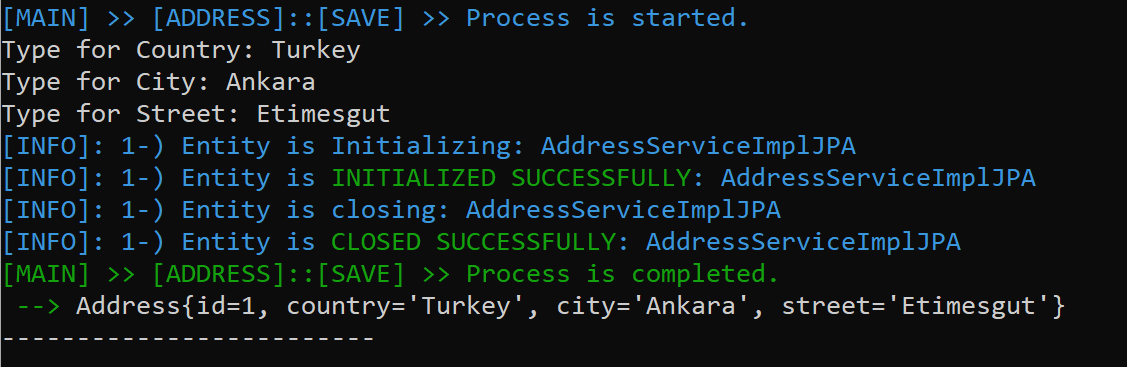 [MAIN] >> [ADDRESS]::[SAVE] >> Process is started.
Type for Country: Turkey
Type for City: Ankara
Type for Street: Etimesgut
[INFO]: 1-) Entity is Initializing: AddressServiceImplJPA
[INFO]: 1-) Entity is INITIALIZED SUCCESSFULLY: AddressServiceImplJPA
[INFO]: 1-) Entity is closing: AddressServiceImplJPA
[INFO]: 1-) Entity is CLOSED SUCCESSFULLY: AddressServiceImplJPA
[MAIN] >> [ADDRESS]::[SAVE] >> Process is completed.
 --> Address{id=1, country='Turkey', city='Ankara', street='Etimesgut'}
-------------------------